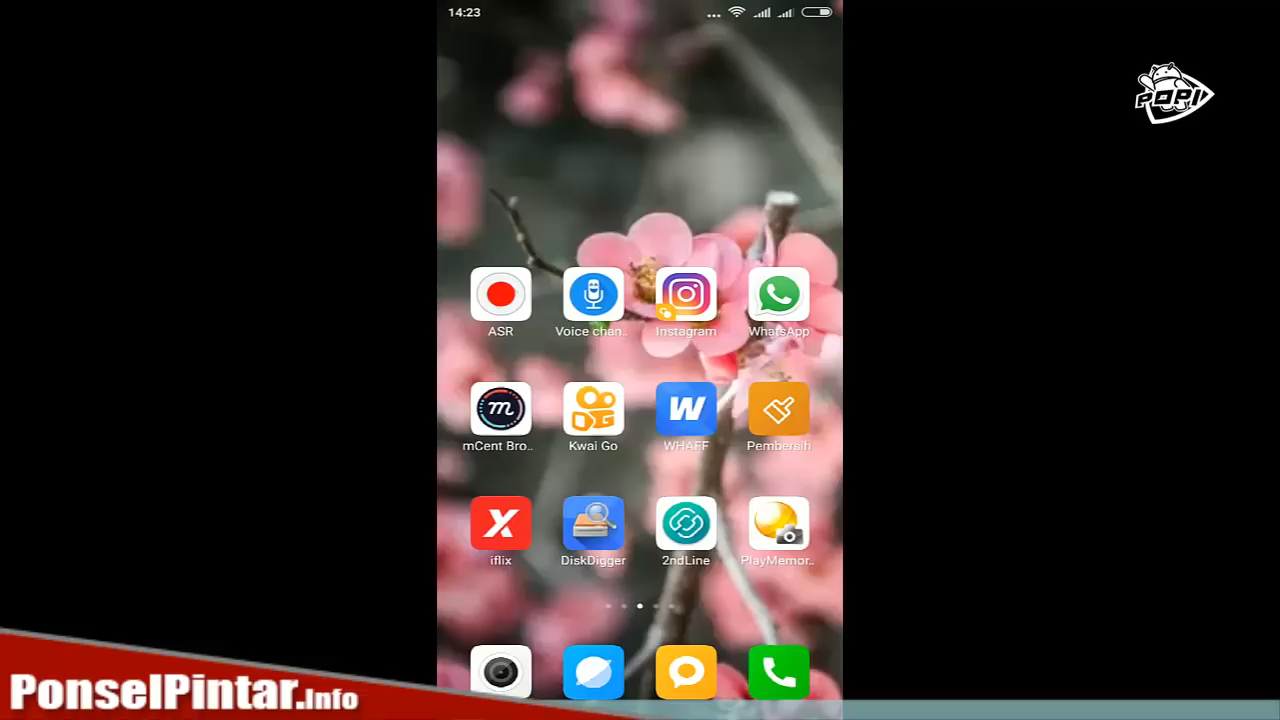 14:23
POPI
ASR
Voice chan..
Instagram
WhatsApp
m
mCent Bro..
Kwai Go
W
WHAFF
Pembersih
X
iflix
DiskDigger
2ndLine
PlayMemor..
PonselPintar.Info